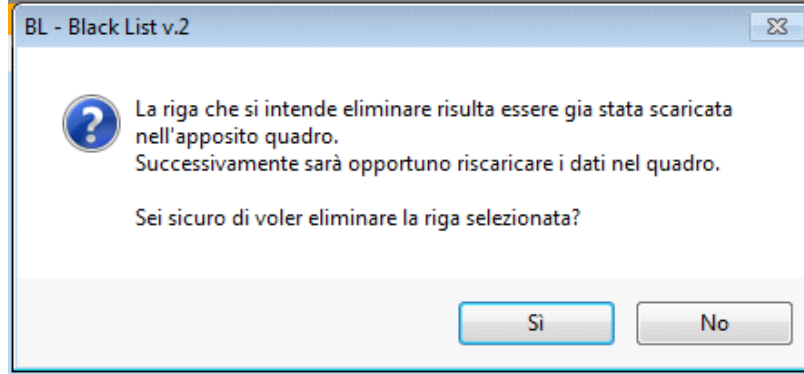 BL - Black List v.2
La riga che si intende eliminare risulta essere gia stata scaricata
nell'apposito quadro.
Successivamente sarà opportuno riscaricare i dati nel quadro.
Sei sicuro di voler eliminare la riga selezionata?
Sì
No